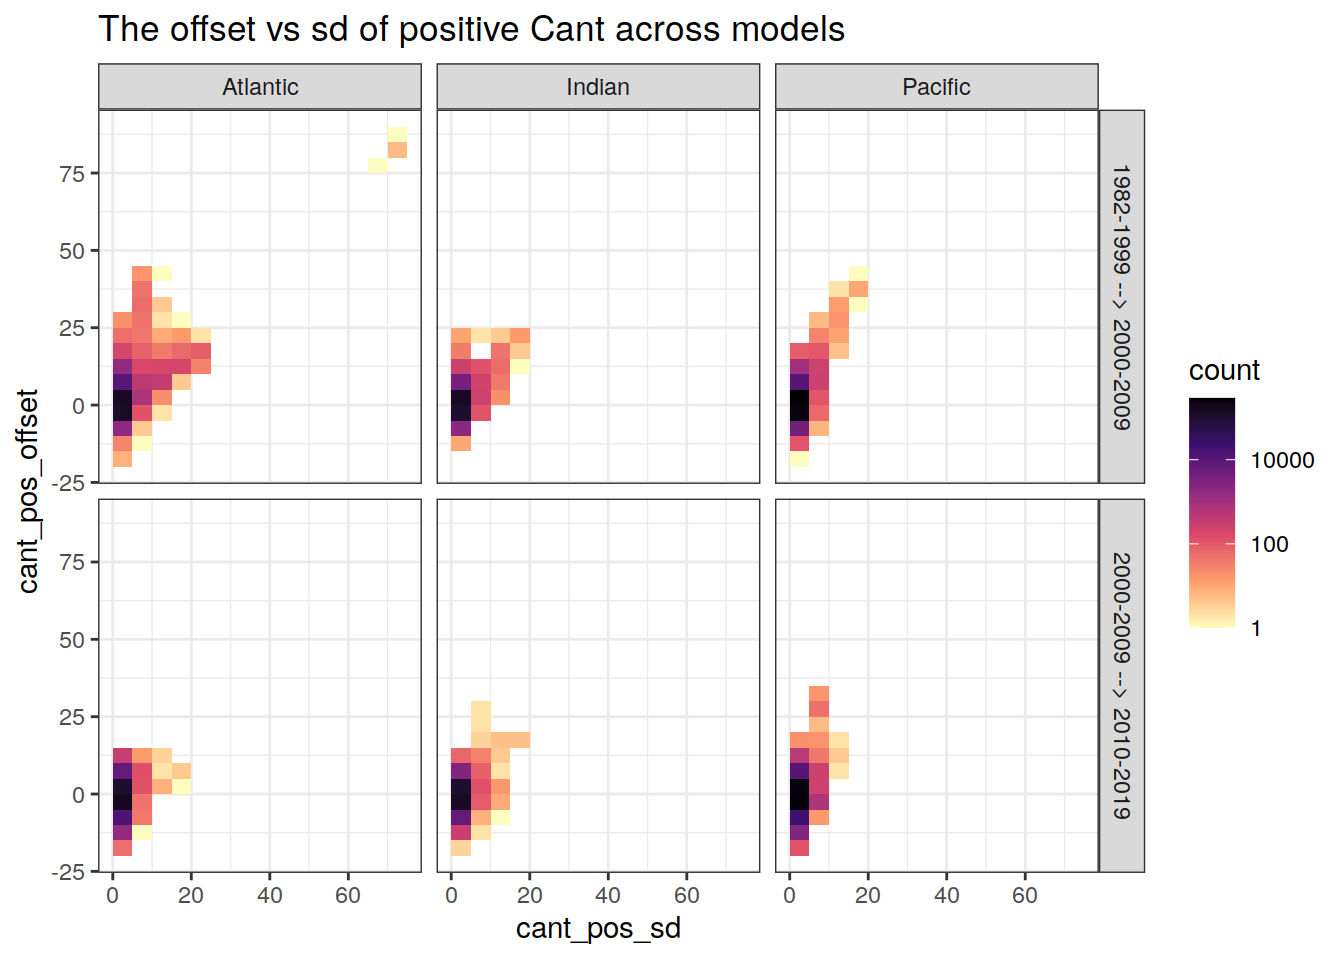 The offset vs sd of positive Cant across models
Atlantic
Indian
Pacific
75
50
25
0
-25
1982-1999 --> 2000-2009
75
50
25
0
-25
2000-2009 --> 2010-2019
0 20 40 60
0 20 40 60
0 20 40 60
cant_pos_sd
cant_pos_offset
count
10000
100
1